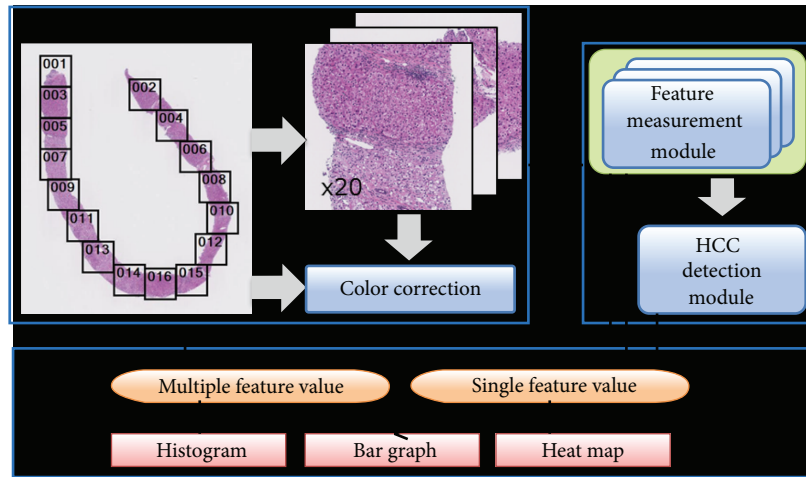 001
002
003
004
005
006
007
008
009
010
011
012
013
014
016
015
x20
Color correction
Feature
measurement
module
HCC
detection
module
Multiple feature value
Single feature value
Histogram
Bar graph
Heat map